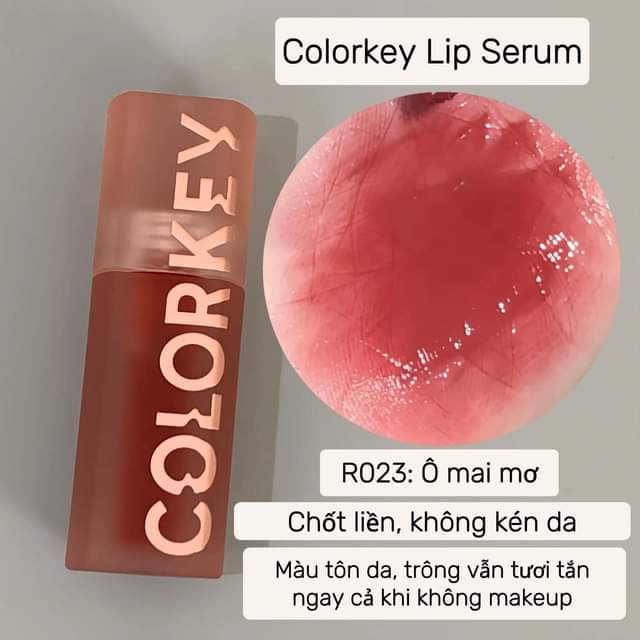 Colorkey Lip Serum
COLORKEY
R023: Ô mai mơ
Chốt liền, không kén da
Màu tôn da, trông vẫn tươi tắn
ngay cả khi không makeup